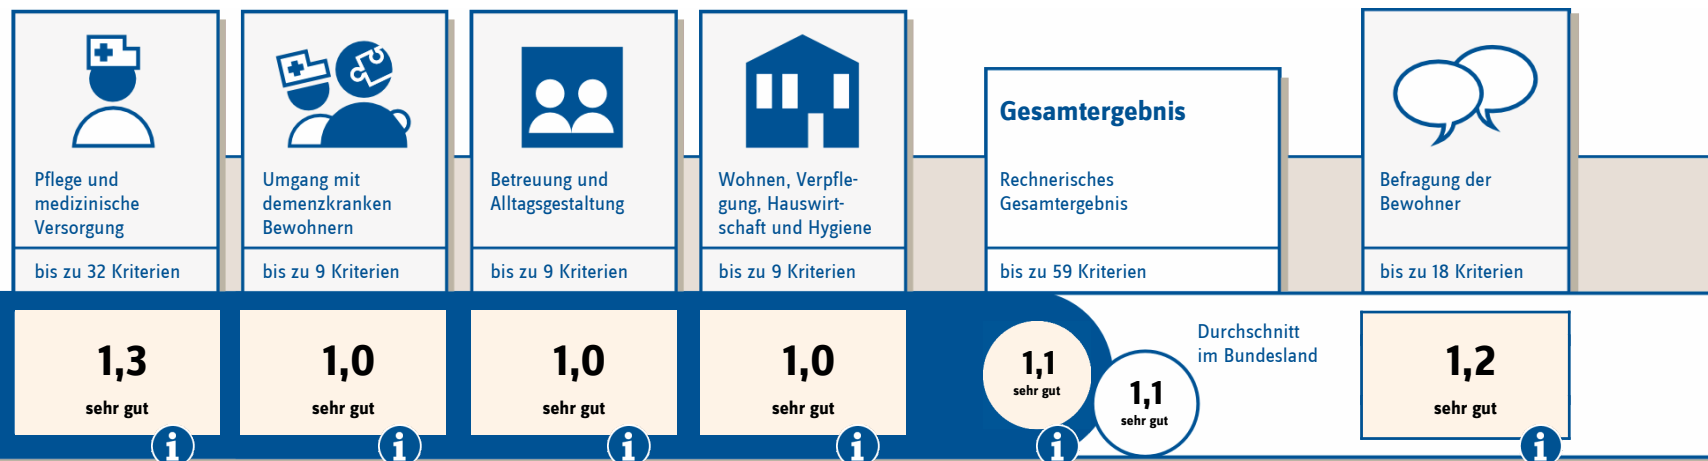 Pflege und
medizinische
Versorgung
bis zu 32 Kriterien
1,3
sehr gut
i
Umgang mit
demenzkranken
Bewohnern
bis zu 9 Kriterien
1,0
sehr gut
i
Betreuung und
Alltagsgestaltung
bis zu 9 Kriterien
1,0
sehr gut
i
Wohnen, Verpfle-
gung, Hauswirt-
schaft und Hygiene
bis zu 9 Kriterien
1,0
sehr gut
i
Gesamtergebnis
Rechnerisches
Gesamtergebnis
bis zu 59 Kriterien
1,1
sehr gut
i
1,1
sehr gut
Durchschnitt
im Bundesland
Befragung der
Bewohner
bis zu 18 Kriterien
1,2
sehr gut
i